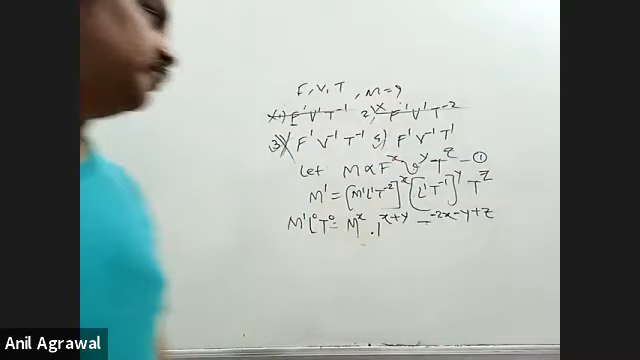 F, V, T, M = ?
1) F¹ V¹ T⁻¹ 2) F¹ V¹ T⁻²
3) F¹ V⁻¹ T⁻¹ 4) F¹ V⁻¹ T¹
Let M ∝ F^x v^y T^z — ①
M¹ = [M¹L¹T⁻²]^x [L¹T⁻¹]^y T^z
M¹L⁰T⁰ = M^x . L^x+y T^-2x-y+z
Anil Agrawal